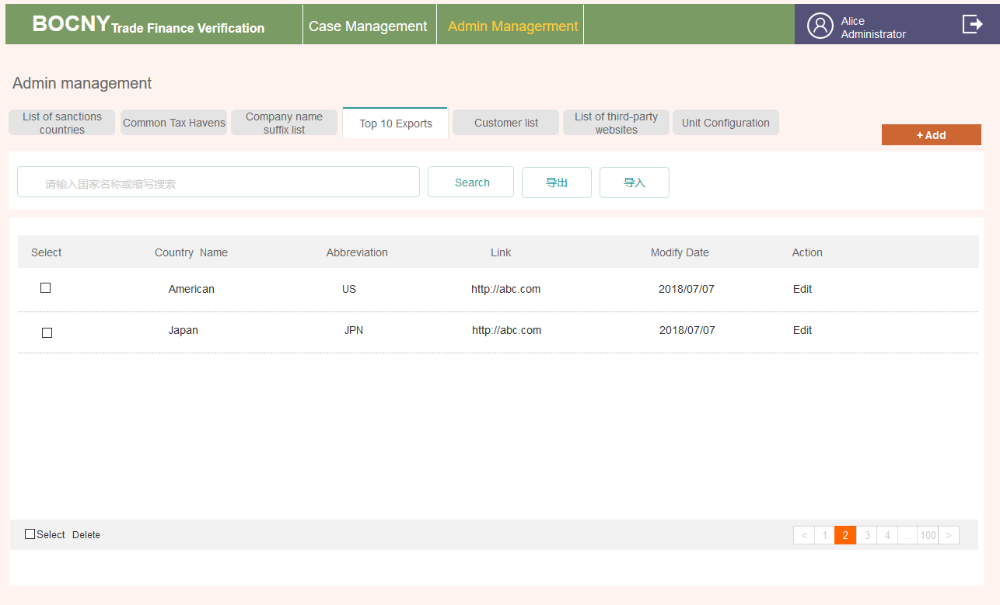 BOCNY Trade Finance Verification
Case Management
Admin Managerment
Alice
Administrator
Admin management
List of sanctions
countries
Common Tax Havens
Company name
suffix list
Top 10 Exports
Customer list
List of third-party
websites
Unit Configuration
+ Add
请输入国家名称或缩写搜索
Search
导出
导入
Select Country Name Abbreviation Link Modify Date Action
American US http://abc.com 2018/07/07 Edit
Japan JPN http://abc.com 2018/07/07 Edit
Select Delete
< 1 2 3 4 ... 100 >